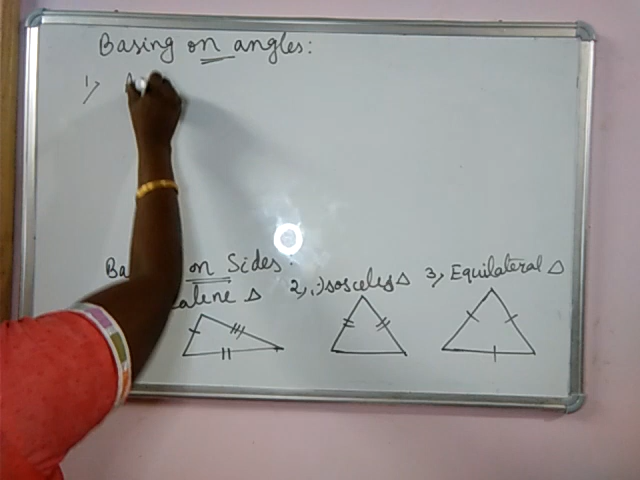 Basing on angles:
1)
on Sides:
2, Isosceles △ 3, Equilateral △